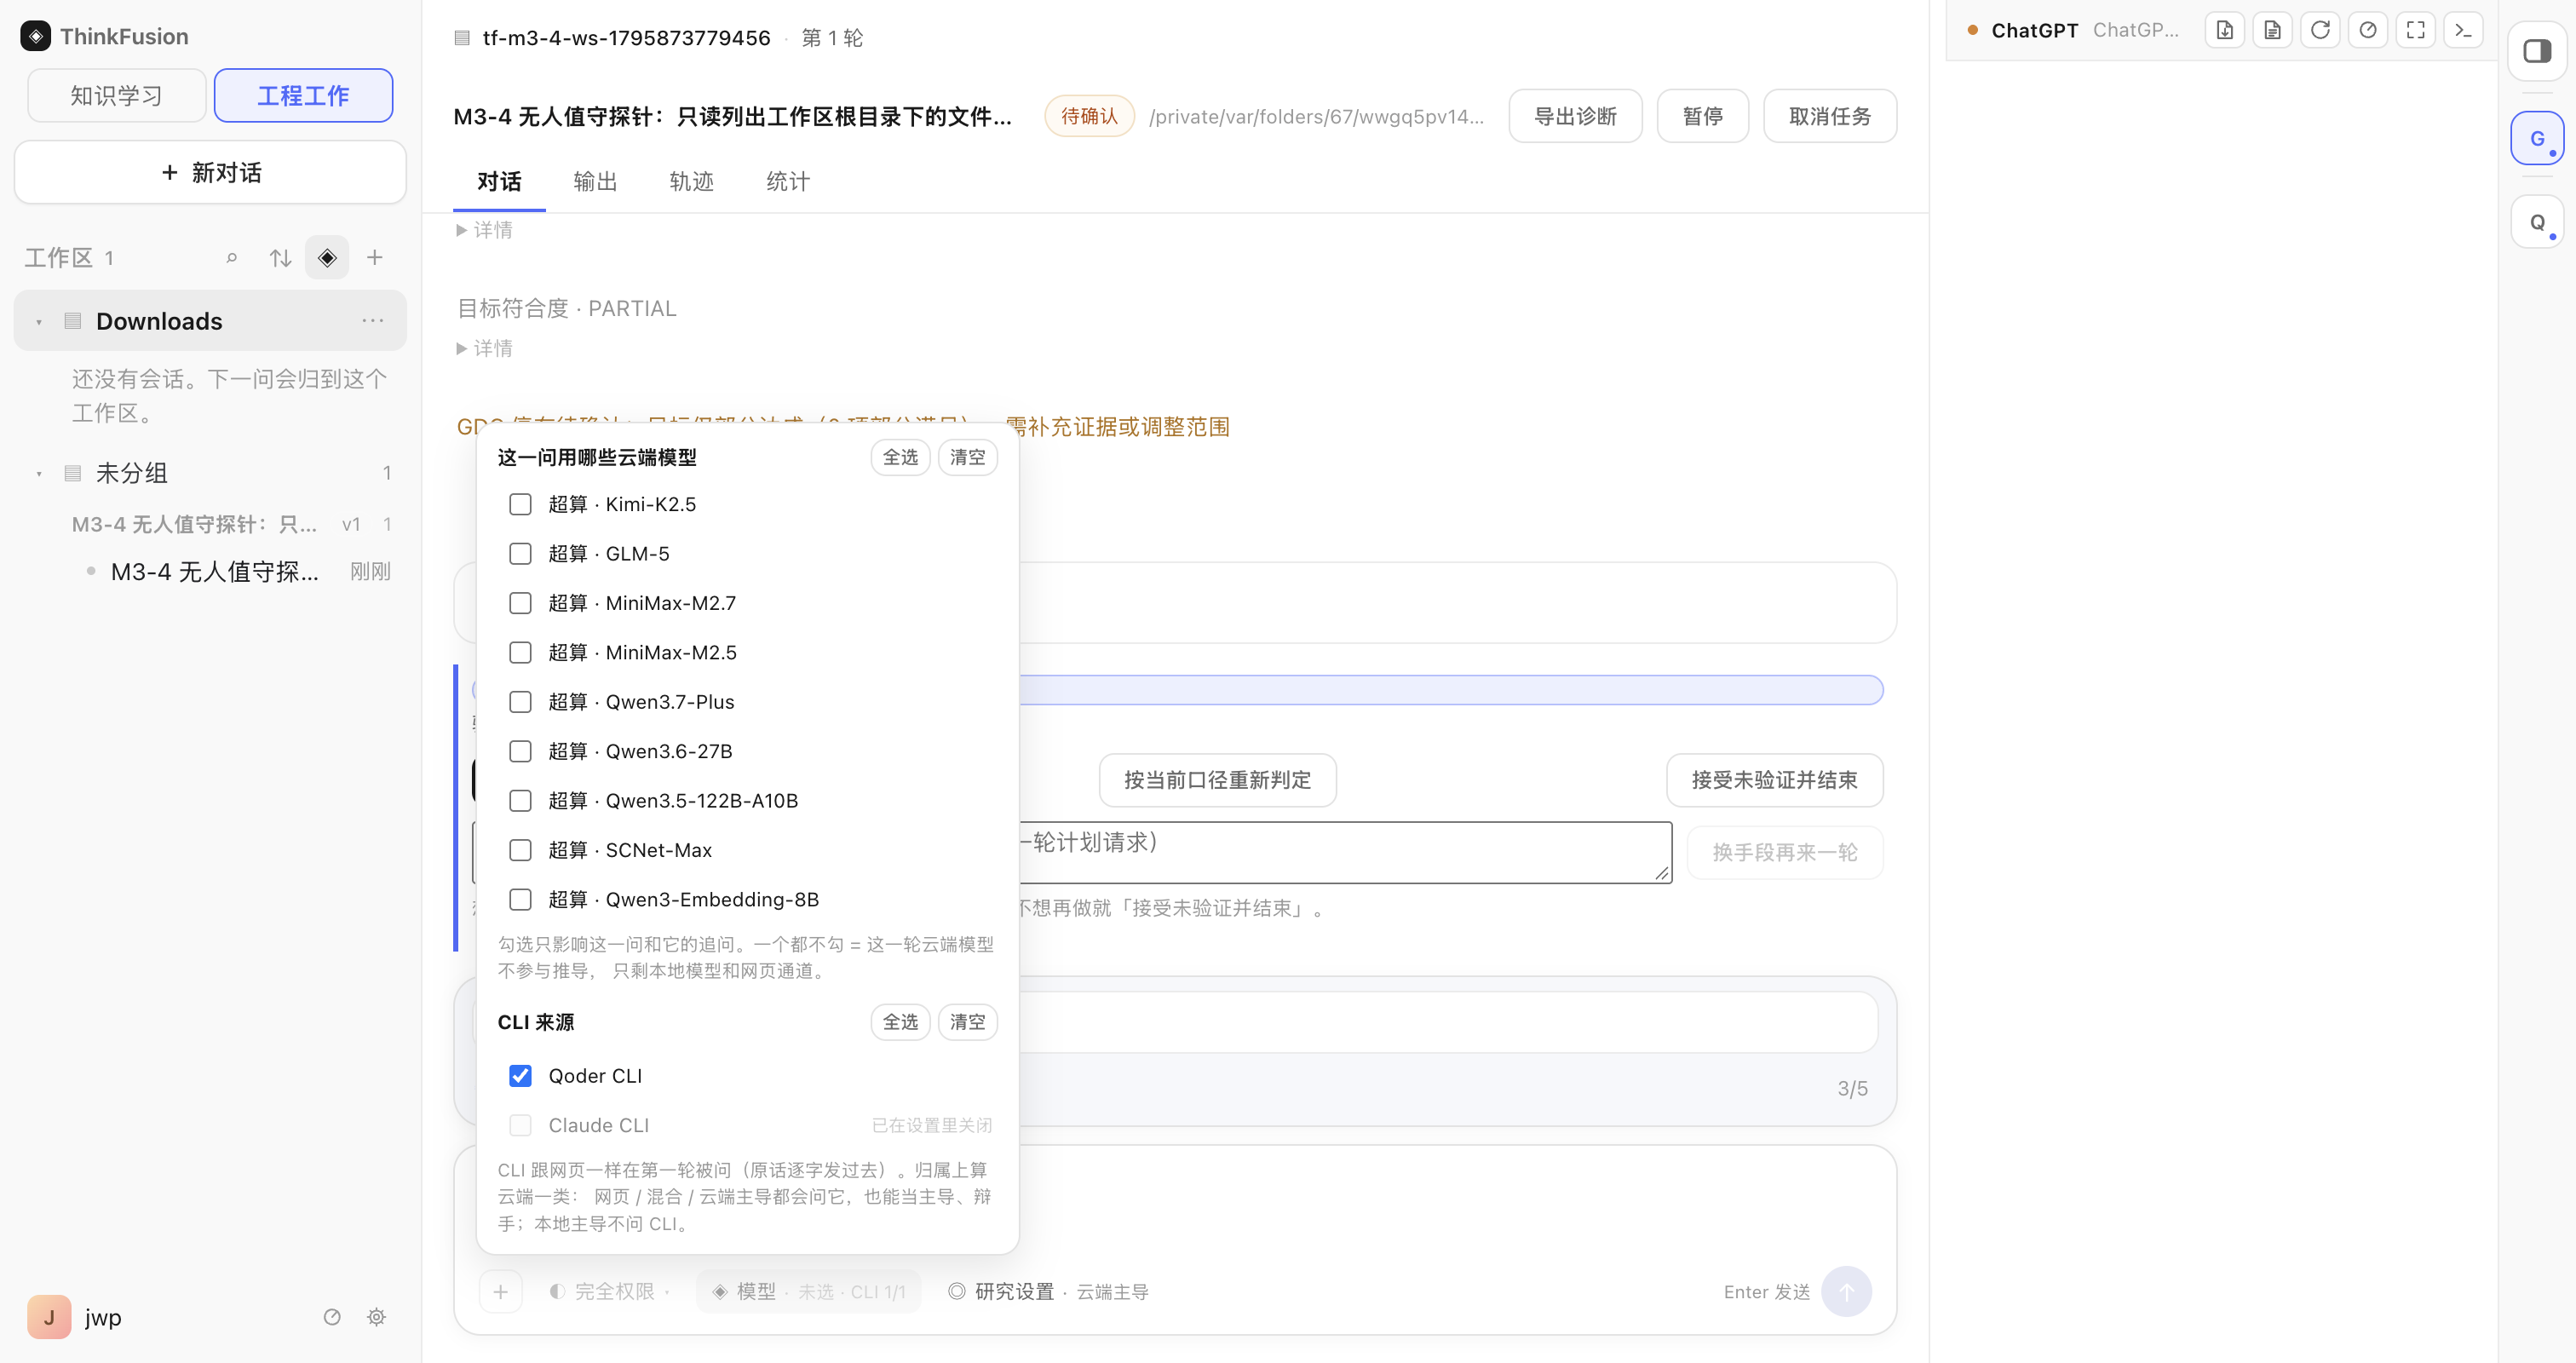 ThinkFusion
知识学习
工程工作
+ 新对话
工作区 1
Downloads
···
还没有会话。下一问会归到这个
工作区。
未分组
1
M3-4 无人值守探针：只... v1 1
M3-4 无人值守探... 刚刚
J
jwp
tf-m3-4-ws-1795873779456 · 第 1 轮
M3-4 无人值守探针：只读列出工作区根目录下的文件...
待确认
/private/var/folders/67/wwgq5pv14...
导出诊断
暂停
取消任务
对话
输出
轨迹
统计
详情
目标符合度 · PARTIAL
详情
需补充证据或调整范围
这一问用哪些云端模型
全选
清空
超算 · Kimi-K2.5
超算 · GLM-5
超算 · MiniMax-M2.7
超算 · MiniMax-M2.5
超算 · Qwen3.7-Plus
超算 · Qwen3.6-27B
超算 · Qwen3.5-122B-A10B
超算 · SCNet-Max
超算 · Qwen3-Embedding-8B
勾选只影响这一问和它的追问。一个都不勾 = 这一轮云端模型
不参与推导， 只剩本地模型和网页通道。
CLI 来源
全选
清空
Qoder CLI
Claude CLI
已在设置里关闭
CLI 跟网页一样在第一轮被问（原话逐字发过去）。归属上算
云端一类： 网页 / 混合 / 云端主导都会问它，也能当主导、辩
手；本地主导不问 CLI。
按当前口径重新判定
接受未验证并结束
一轮计划请求）
换手段再来一轮
不想再做就「接受未验证并结束」。
3/5
+
完全权限
模型 · 未选 · CLI 1/1
研究设置 · 云端主导
Enter 发送
ChatGPT
ChatGP...
G
Q